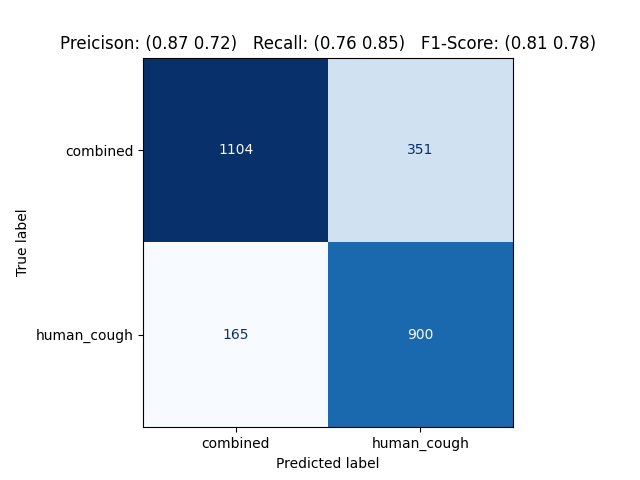 Preicison: (0.87 0.72)   Recall: (0.76 0.85)   F1-Score: (0.81 0.78)
combined
1104
351
True label
human_cough
165
900
combined
human_cough
Predicted label